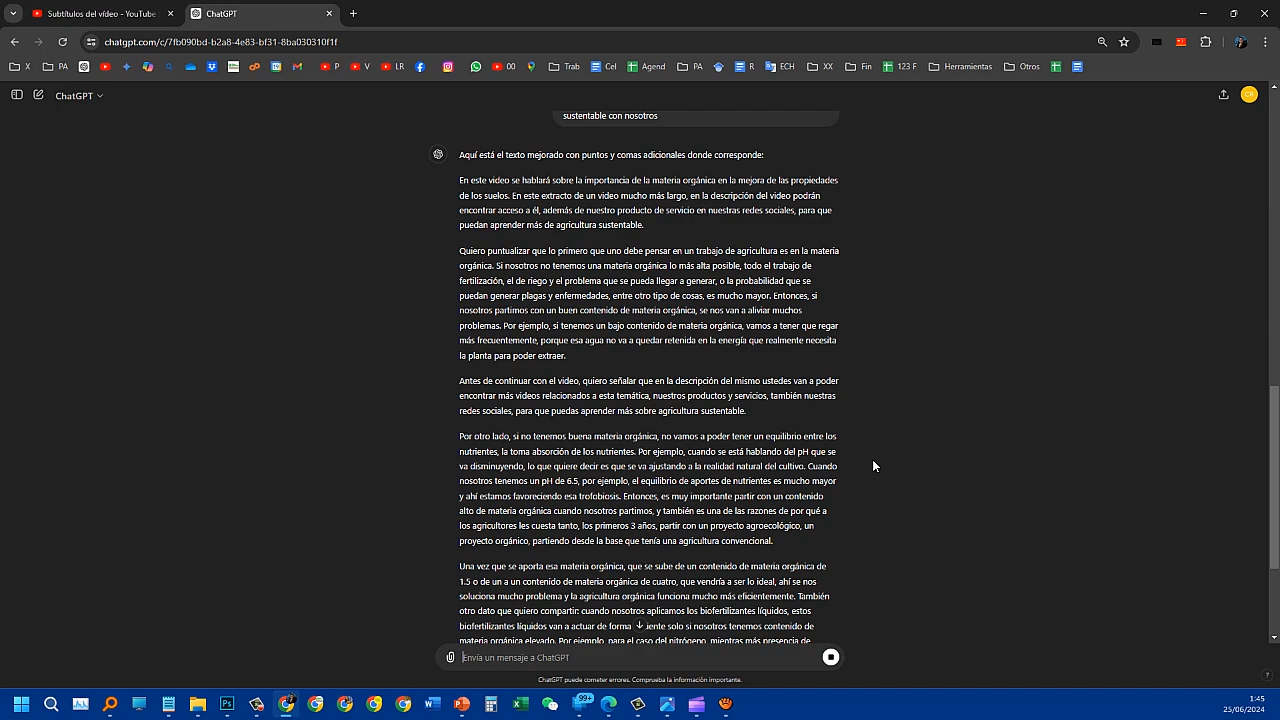 Subtítulos del vídeo - YouTube
ChatGPT
chatgpt.com/c/7fb090bd-b2a8-4e83-bf31-8ba030310f1f
X PA P V LR 00 Trab Cel Agend PA R ECH XX Fin 123 F Herramientas Otros
ChatGPT
CR
sustentable con nosotros
Aquí está el texto mejorado con puntos y comas adicionales donde corresponde:
En este video se hablará sobre la importancia de la materia orgánica en la mejora de las propiedades
de los suelos. En este extracto de un video mucho más largo, en la descripción del video podrán
encontrar acceso a él, además de nuestro producto de servicio en nuestras redes sociales, para que
puedan aprender más de agricultura sustentable.
Quiero puntualizar que lo primero que uno debe pensar en un trabajo de agricultura es en la materia
orgánica. Si nosotros no tenemos una materia orgánica lo más alta posible, todo el trabajo de
fertilización, el de riego y el problema que se pueda llegar a generar, o la probabilidad que se
puedan generar plagas y enfermedades, entre otro tipo de cosas, es mucho mayor. Entonces, si
nosotros partimos con un buen contenido de materia orgánica, se nos van a aliviar muchos
problemas. Por ejemplo, si tenemos un bajo contenido de materia orgánica, vamos a tener que regar
más frecuentemente, porque esa agua no va a quedar retenida en la energía que realmente necesita
la planta para poder extraer.
Antes de continuar con el video, quiero señalar que en la descripción del mismo ustedes van a poder
encontrar más videos relacionados a esta temática, nuestros productos y servicios, también nuestras
redes sociales, para que puedas aprender más sobre agricultura sustentable.
Por otro lado, si no tenemos buena materia orgánica, no vamos a poder tener un equilibrio entre los
nutrientes, la toma absorción de los nutrientes. Por ejemplo, cuando se está hablando del pH que se
va disminuyendo, lo que quiere decir es que se va ajustando a la realidad natural del cultivo. Cuando
nosotros tenemos un pH de 6.5, por ejemplo, el equilibrio de aportes de nutrientes es mucho mayor
y ahí estamos favoreciendo esa trofobiosis. Entonces, es muy importante partir con un contenido
alto de materia orgánica cuando nosotros partimos, y también es una de las razones de por qué a
los agricultores les cuesta tanto, los primeros 3 años, partir con un proyecto agroecológico, un
proyecto orgánico, partiendo desde la base que tenía una agricultura convencional.
Una vez que se aporta esa materia orgánica, que se sube de un contenido de materia orgánica de
1.5 o de un a un contenido de materia orgánica de cuatro, que vendría a ser lo ideal, ahí se nos
soluciona mucho problema y la agricultura orgánica funciona mucho más eficientemente. También
otro dato que quiero compartir: cuando nosotros aplicamos los biofertilizantes líquidos, estos
biofertilizantes líquidos van a actuar de forma iente solo si nosotros tenemos contenido de
materia orgánica elevado. Por ejemplo, para el caso del nitrógeno, mientras más presencia de
Envía un mensaje a ChatGPT
ChatGPT puede cometer errores. Comprueba la información importante.
?
99+
1:45
25/06/2024